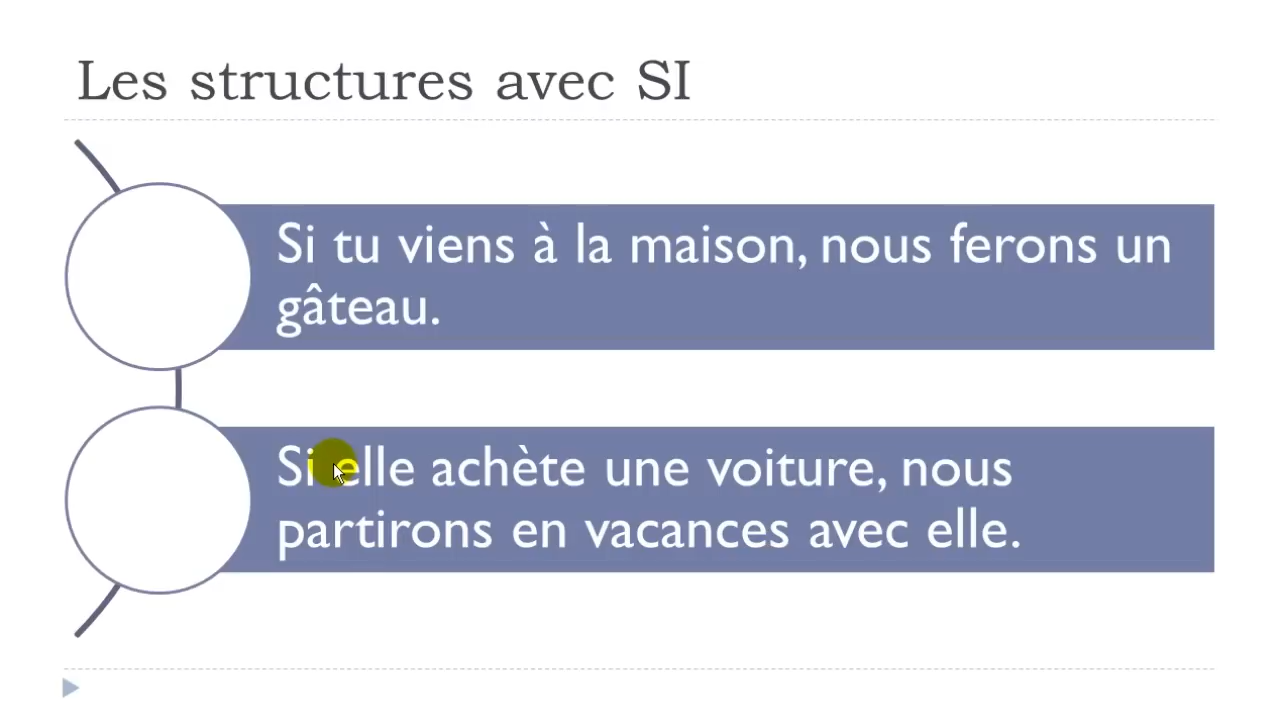 Les structures avec SI
Si tu viens à la maison, nous ferons un
gâteau.
Si elle achète une voiture, nous
partirons en vacances avec elle.